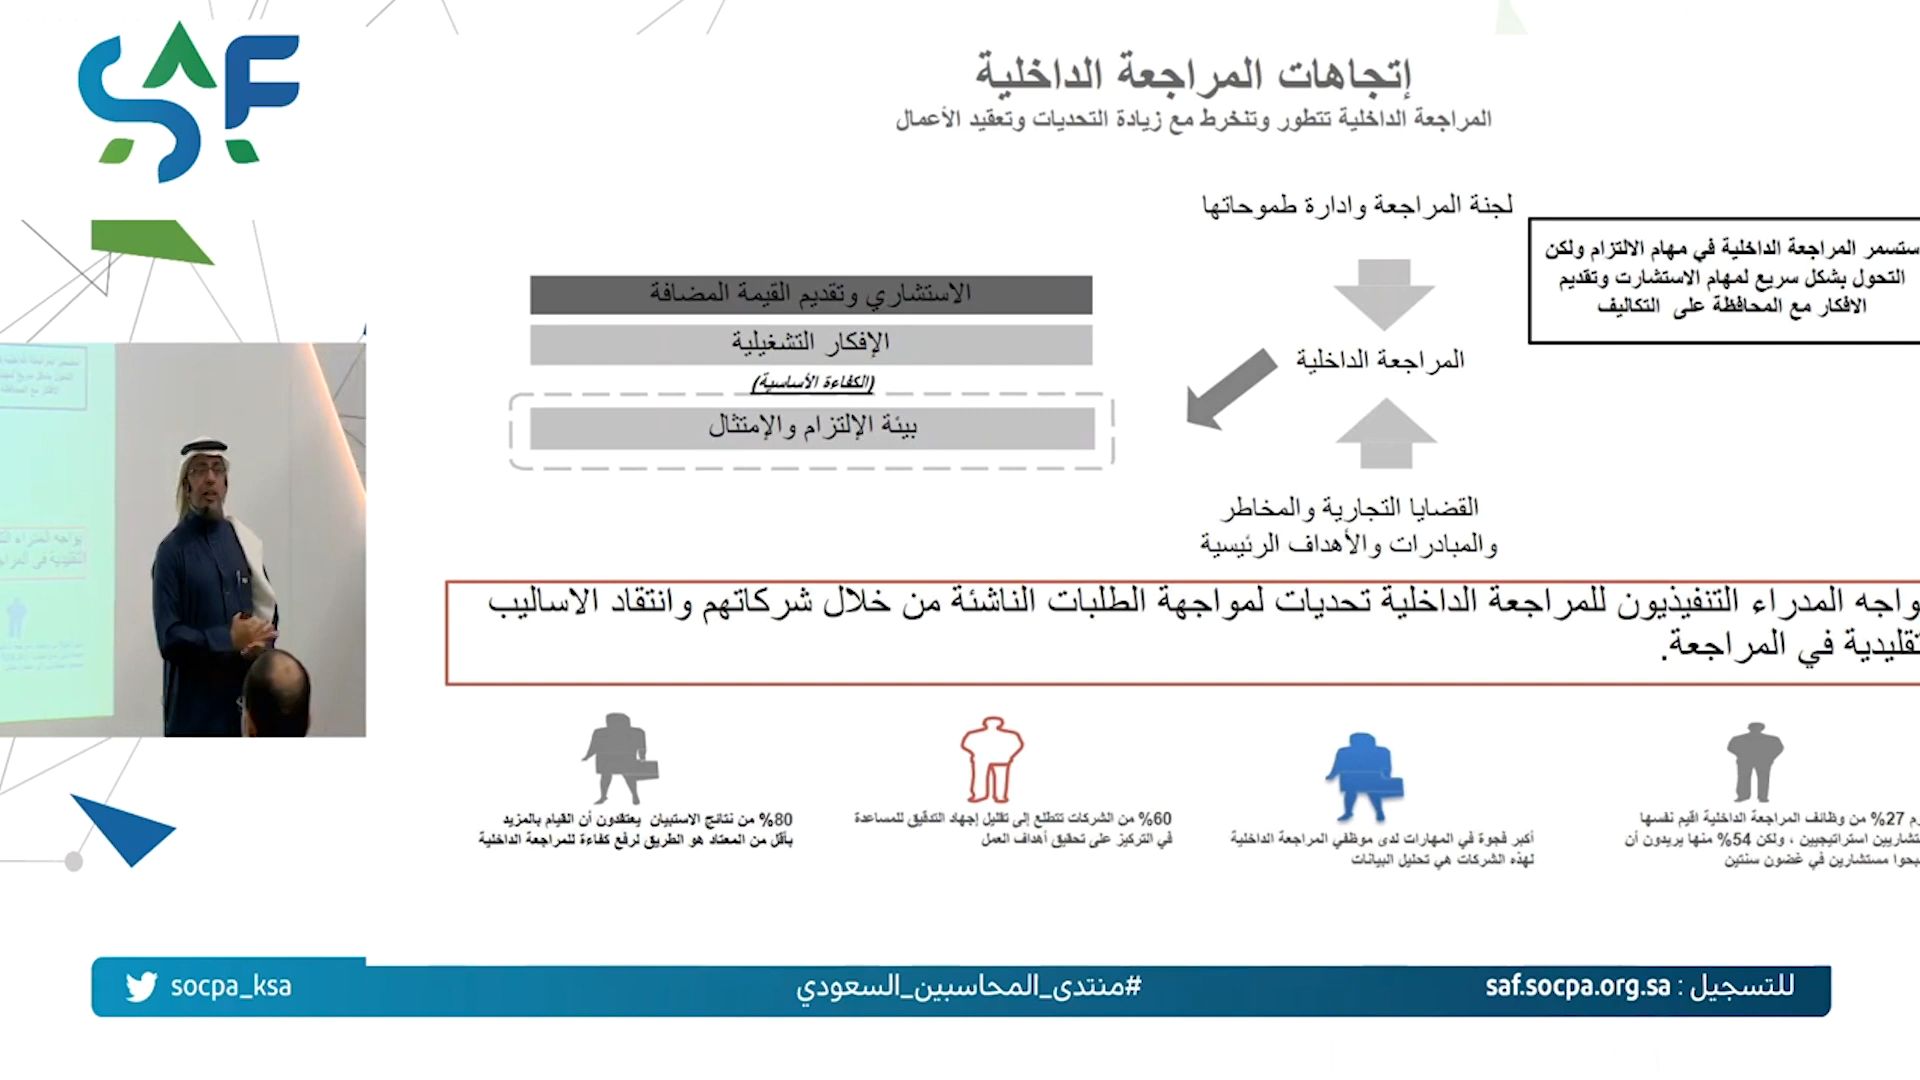 SAF
إتجاهات المراجعة الداخلية
المراجعة الداخلية تتطور وتنخرط مع زيادة التحديات وتعقيد الأعمال
لجنة المراجعة وادارة طموحاتها
ستسمر المراجعة الداخلية في مهام الالتزام ولكن
التحول بشكل سريع لمهام الاستشارت وتقديم
الافكار مع المحافظة على التكاليف
المراجعة الداخلية
القضايا التجارية والمخاطر
والمبادرات والأهداف الرئيسية
الاستشاري وتقديم القيمة المضافة
الإفكار التشغيلية
(الكفاءة الأساسية)
بيئة الإلتزام والإمتثال
واجه المدراء التنفيذيون للمراجعة الداخلية تحديات لمواجهة الطلبات الناشئة من خلال شركاتهم وانتقاد الاساليب
قليدية في المراجعة.
27% من وظائف المراجعة الداخلية اقيم نفسها
استراتيجيين ، ولكن 54% منها يريدون أن
مستشارين في غضون سنتين
أكبر فجوة في المهارات لدى موظفي المراجعة الداخلية
لهذه الشركات هي تحليل البيانات
60% من الشركات تتطلع إلى تقليل إجهاد التدقيق للمساعدة
في التركيز على تحقيق أهداف العمل
80% من نتائج الاستبيان يعتقدون أن القيام بالمزيد
بأقل من المعتاد هو الطريق لرفع كفاءة للمراجعة الداخلية
للتسجيل : saf.socpa.org.sa
#منتدى_المحاسبين_السعودي
socpa_ksa